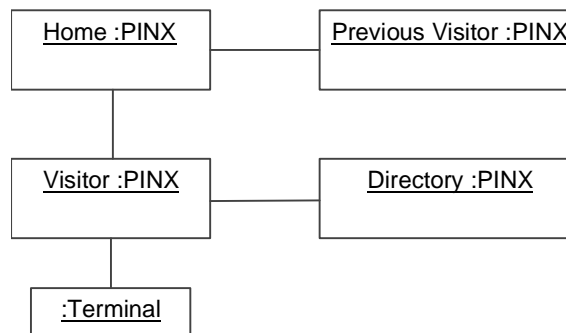 Home :PINX
Previous Visitor :PINX
Visitor :PINX
Directory :PINX
:Terminal